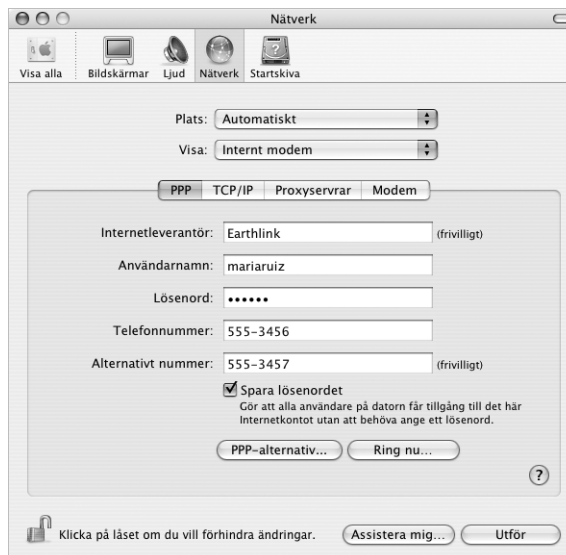 Nätverk
Visa alla Bildskärmar Ljud Nätverk Startskiva
Plats: Automatiskt
Visa: Internt modem
PPP TCP/IP Proxyservrar Modem
Internetleverantör: Earthlink (frivilligt)
Användarnamn: mariaruiz
Lösenord: ••••••
Telefonnummer: 555-3456
Alternativt nummer: 555-3457 (frivilligt)
Spara lösenordet
Gör att alla användare på datorn får tillgång till det här
Internetkontot utan att behöva ange ett lösenord.
PPP-alternativ... Ring nu...
?
Klicka på låset om du vill förhindra ändringar. Assistera mig... Utför